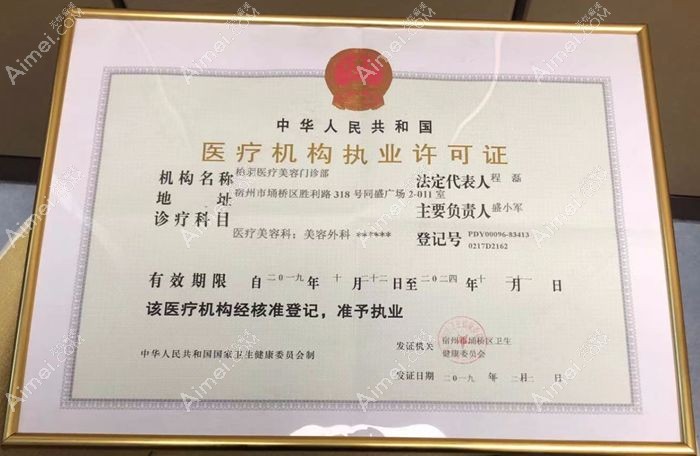 中华人民共和国
医疗机构执业许可证
机构名称 医疗美容门诊部
法定代表人 程 磊
地 址 宿州市埇桥区胜利路318号同盛广场2-011室
主要负责人 盛小军
诊疗科目 医疗美容科：美容外科 ******
登记号 PDY00096-83413
0217D2162
有效期限 自 二〇一九 年 十 月 二十二 日至 二〇二四 年 十 月 日
该医疗机构经核准登记，准予执业
发证机关 宿州市埇桥区卫生
健康委员会
中华人民共和国国家卫生健康委员会制
发证日期 二〇一九 年 月 日
Aimei.COM